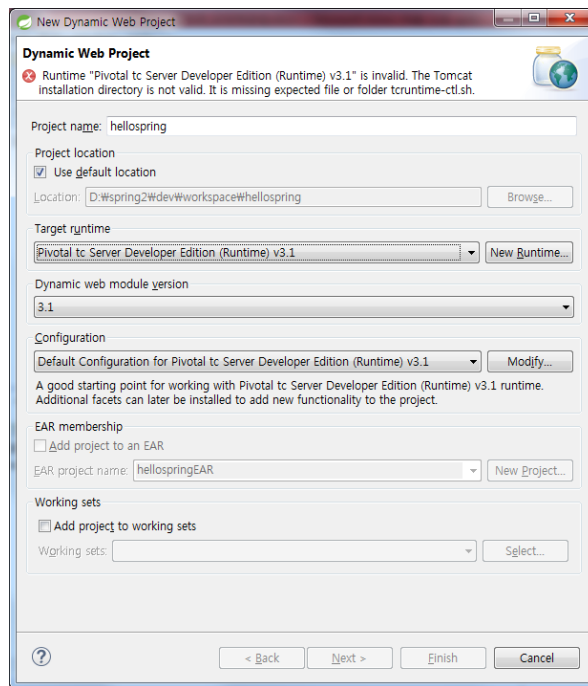 New Dynamic Web Project
Dynamic Web Project
Runtime "Pivotal tc Server Developer Edition (Runtime) v3.1" is invalid. The Tomcat
installation directory is not valid. It is missing expected file or folder tcruntime-ctl.sh.
Project name: hellospring
Project location
Use default location
Location: D:₩spring2₩dev₩workspace₩hellospring Browse...
Target runtime
Pivotal tc Server Developer Edition (Runtime) v3.1 New Runtime...
Dynamic web module version
3.1
Configuration
Default Configuration for Pivotal tc Server Developer Edition (Runtime) v3.1 Modify...
A good starting point for working with Pivotal tc Server Developer Edition (Runtime) v3.1 runtime.
Additional facets can later be installed to add new functionality to the project.
EAR membership
Add project to an EAR
EAR project name: hellospringEAR New Project...
Working sets
Add project to working sets
Working sets: Select...
? < Back Next > Finish Cancel